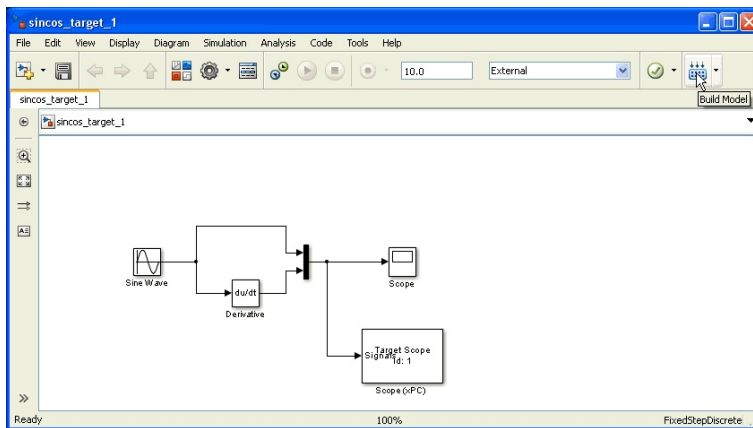 sincos_target_1
File Edit View Display Diagram Simulation Analysis Code Tools Help
10.0 External
Build Model
sincos_target_1
sincos_target_1
Sine Wave
du/dt
Derivative
Scope
Target Scope
Signals
Id: 1
Scope (xPC)
Ready 100% FixedStepDiscrete